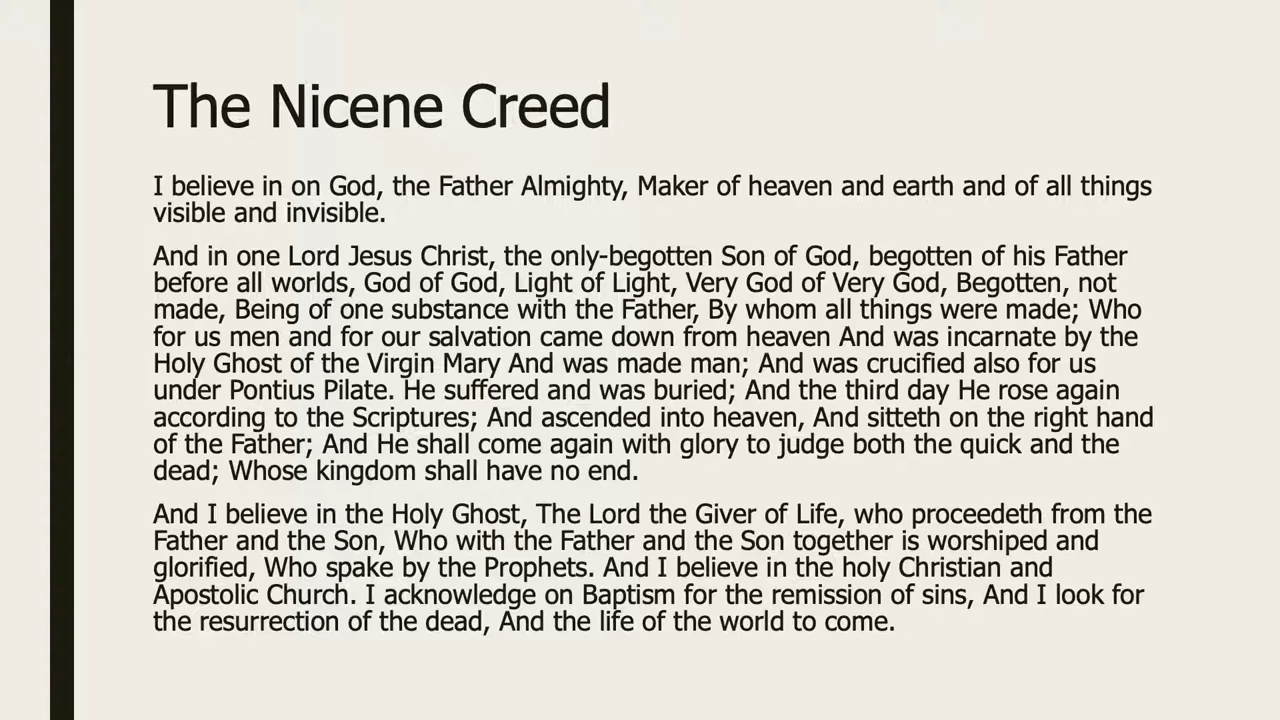 The Nicene Creed
I believe in on God, the Father Almighty, Maker of heaven and earth and of all things
visible and invisible.
And in one Lord Jesus Christ, the only-begotten Son of God, begotten of his Father
before all worlds, God of God, Light of Light, Very God of Very God, Begotten, not
made, Being of one substance with the Father, By whom all things were made; Who
for us men and for our salvation came down from heaven And was incarnate by the
Holy Ghost of the Virgin Mary And was made man; And was crucified also for us
under Pontius Pilate. He suffered and was buried; And the third day He rose again
according to the Scriptures; And ascended into heaven, And sitteth on the right hand
of the Father; And He shall come again with glory to judge both the quick and the
dead; Whose kingdom shall have no end.
And I believe in the Holy Ghost, The Lord the Giver of Life, who proceedeth from the
Father and the Son, Who with the Father and the Son together is worshiped and
glorified, Who spake by the Prophets. And I believe in the holy Christian and
Apostolic Church. I acknowledge on Baptism for the remission of sins, And I look for
the resurrection of the dead, And the life of the world to come.